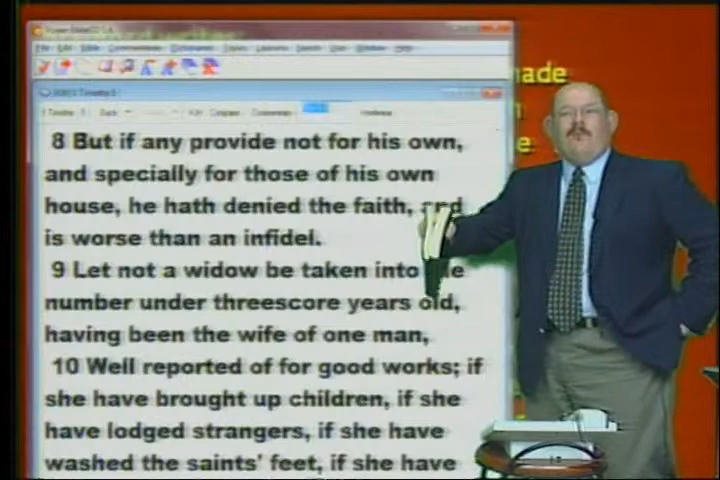 8 But if any provide not for his own,
and specially for those of his own
house, he hath denied the faith, and
is worse than an infidel.
9 Let not a widow be taken into
number under threescore years old,
having been the wife of one man,
10 Well reported of for good works; if
she have brought up children, if she
have lodged strangers, if she have
washed the saints' feet, if she have
made